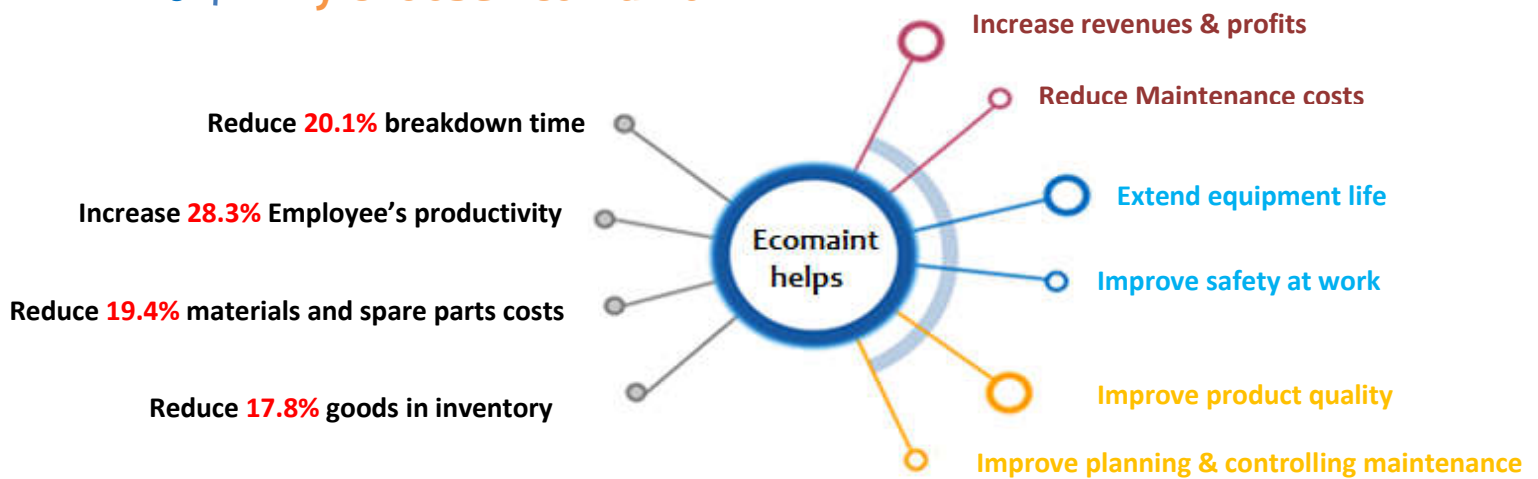 Increase revenues & profits
Reduce Maintenance costs
Reduce 20.1% breakdown time
Extend equipment life
Increase 28.3% Employee's productivity
Ecomaint
helps
Improve safety at work
Reduce 19.4% materials and spare parts costs
Improve product quality
Reduce 17.8% goods in inventory
Improve planning & controlling maintenance